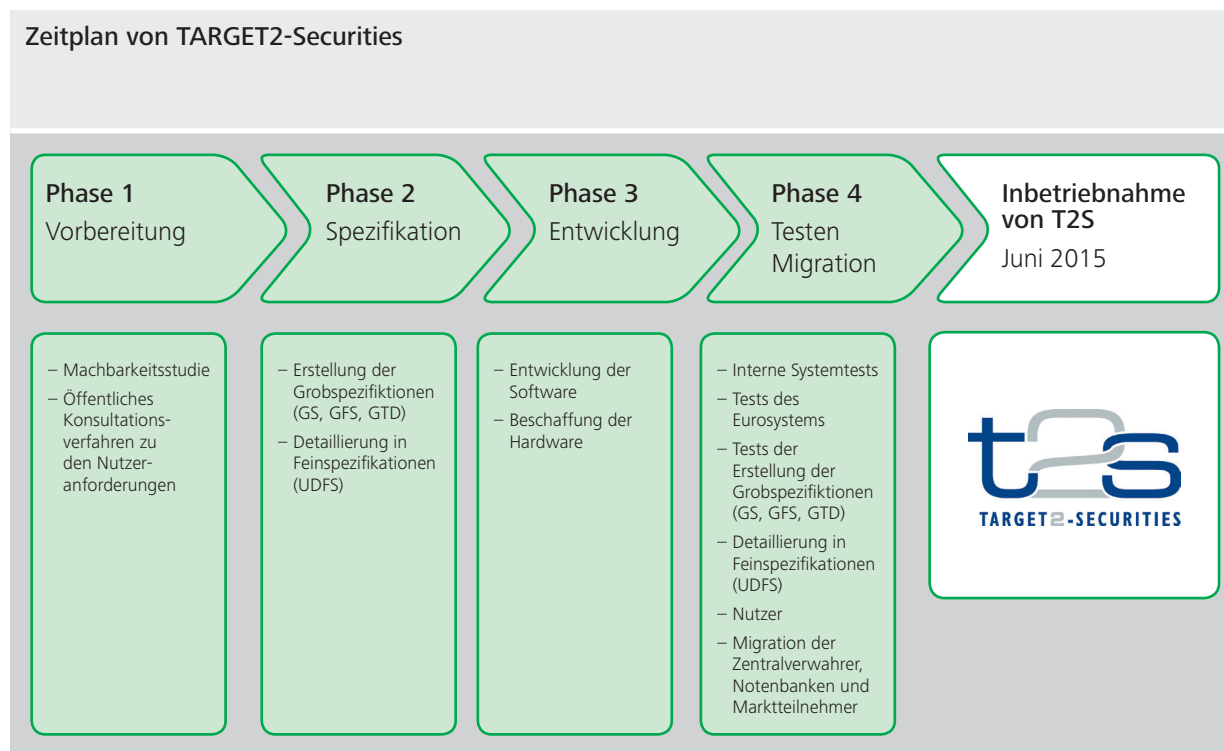 Zeitplan von TARGET2-Securities
Phase 1
Vorbereitung
Phase 2
Spezifikation
Phase 3
Entwicklung
Phase 4
Testen
Migration
Inbetriebnahme
von T2S
Juni 2015
– Machbarkeitsstudie
– Öffentliches
Konsultations-
verfahren zu
den Nutzer-
anforderungen
– Erstellung der
Grobspezifiktionen
(GS, GFS, GTD)
– Detaillierung in
Feinspezifikationen
(UDFS)
– Entwicklung der
Software
– Beschaffung der
Hardware
– Interne Systemtests
– Tests des
Eurosystems
– Tests der
Erstellung der
Grobspezifiktionen
(GS, GFS, GTD)
– Detaillierung in
Feinspezifikationen
(UDFS)
– Nutzer
– Migration der
Zentralverwahrer,
Notenbanken und
Marktteilnehmer
t2s
TARGET2-SECURITIES